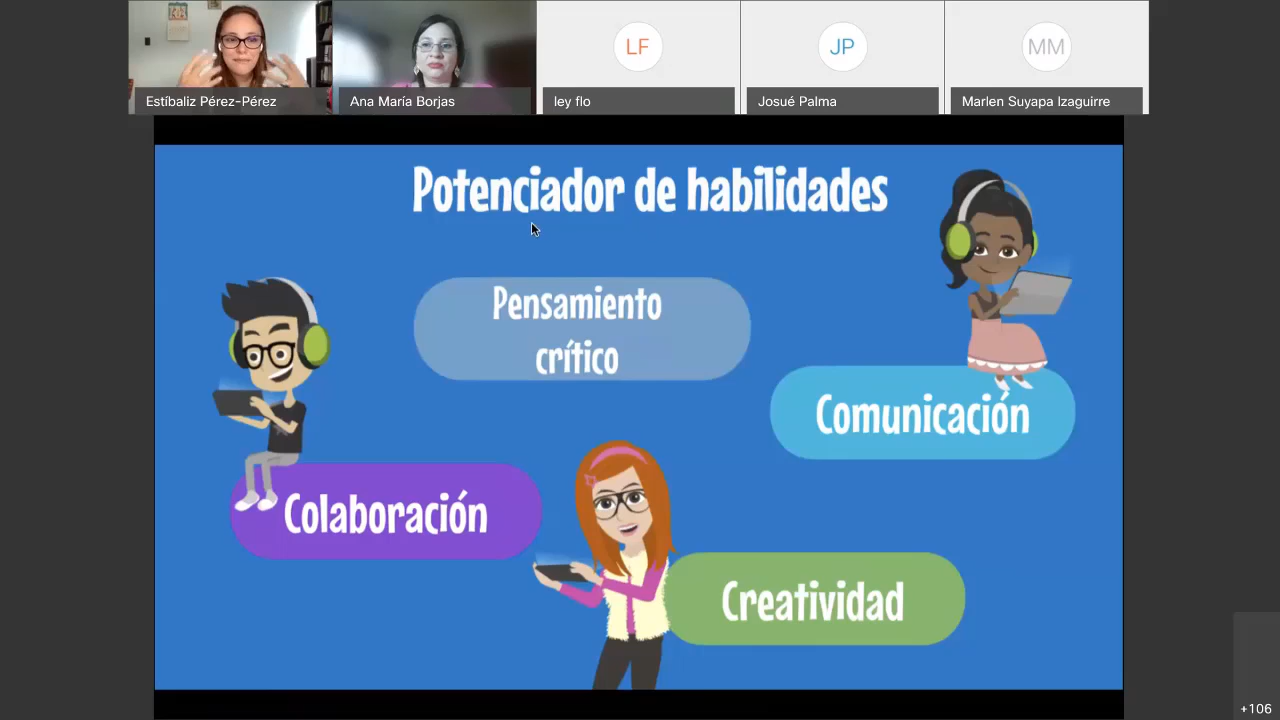 Estíbaliz Pérez-Pérez
Ana María Borjas
LF
ley flo
JP
Josué Palma
MM
Marlen Suyapa Izaguirre
Potenciador de habilidades
Pensamiento
crítico
Comunicación
Colaboración
Creatividad
+106